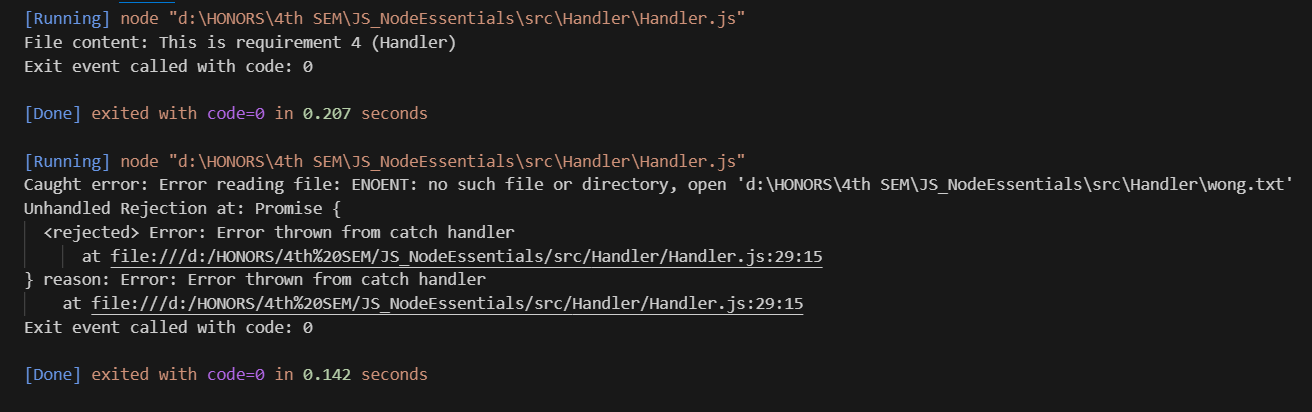 [Running] node "d:\HONORS\4th SEM\JS_NodeEssentials\src\Handler\Handler.js"
File content: This is requirement 4 (Handler)
Exit event called with code: 0
[Done] exited with code=0 in 0.207 seconds
[Running] node "d:\HONORS\4th SEM\JS_NodeEssentials\src\Handler\Handler.js"
Caught error: Error reading file: ENOENT: no such file or directory, open 'd:\HONORS\4th SEM\JS_NodeEssentials\src\Handler\wong.txt'
Unhandled Rejection at: Promise {
<rejected> Error: Error thrown from catch handler
at file:///d:/HONORS/4th%20SEM/JS_NodeEssentials/src/Handler/Handler.js:29:15
} reason: Error: Error thrown from catch handler
at file:///d:/HONORS/4th%20SEM/JS_NodeEssentials/src/Handler/Handler.js:29:15
Exit event called with code: 0
[Done] exited with code=0 in 0.142 seconds